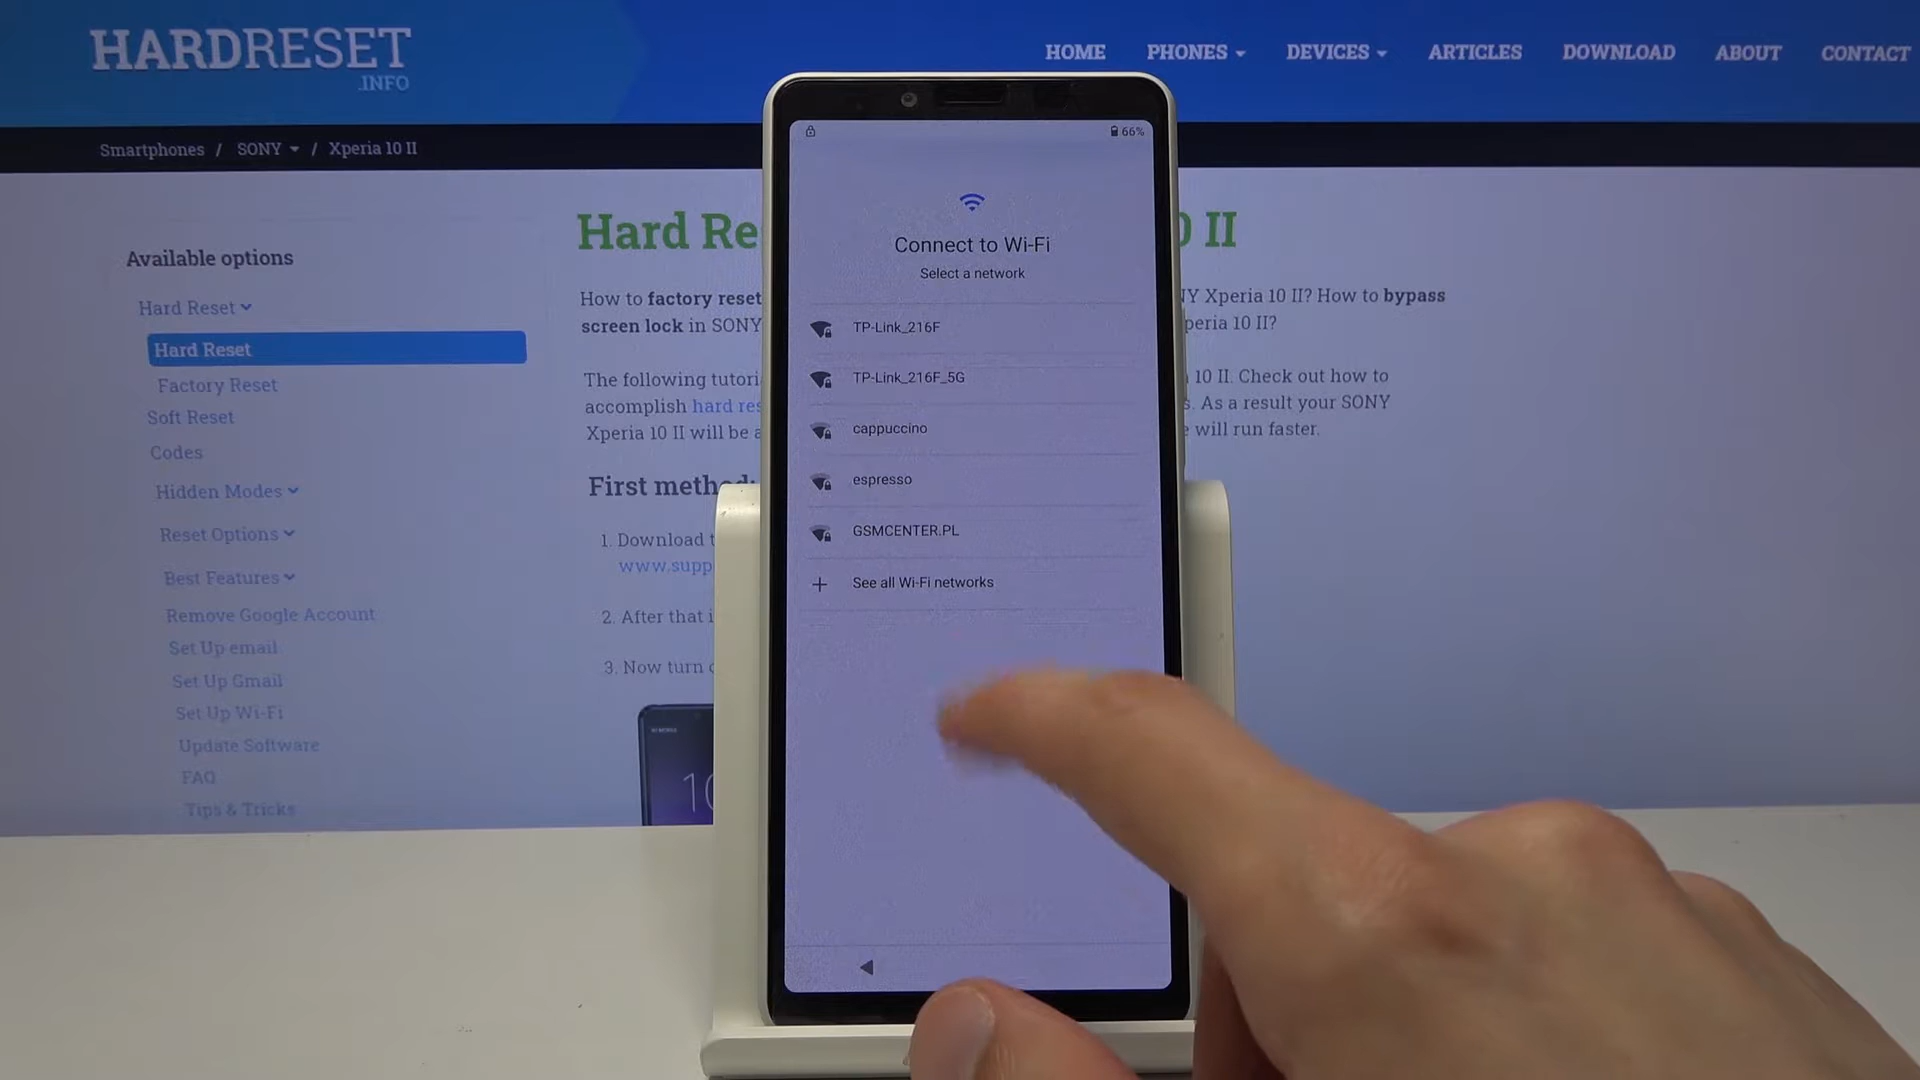 HARDRESET
.INFO
HOME PHONES DEVICES ARTICLES DOWNLOAD ABOUT CONTACT
Smartphones / SONY / Xperia 10 II
Available options
Hard Reset
Hard Reset
Factory Reset
Soft Reset
Codes
Hidden Modes
Reset Options
Best Features
Remove Google Account
Set Up email
Set Up Gmail
Set Up Wi-Fi
Update Software
FAQ
Tips & Tricks
Hard Re
II
How to factory reset
Xperia 10 II? How to bypass
screen lock in SONY
peria 10 II?
The following tutori
10 II. Check out how to
accomplish hard res
s. As a result your SONY
Xperia 10 II will be a
will run faster.
First method:
1. Download
www.supp
2. After that i
3. Now turn
66%
Connect to Wi-Fi
Select a network
TP-Link_216F
TP-Link_216F_5G
cappuccino
espresso
GSMCENTER.PL
See all Wi-Fi networks